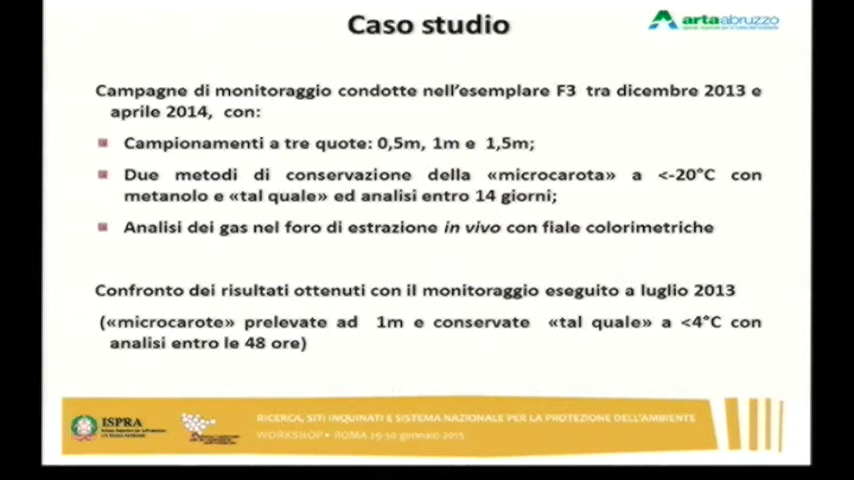 Caso studio
artaabruzzo
Campagne di monitoraggio condotte nell'esemplare F3 tra dicembre 2013 e
aprile 2014, con:
Campionamenti a tre quote: 0,5m, 1m e 1,5m;
Due metodi di conservazione della «microcarota» a <-20°C con
metanolo e «tal quale» ed analisi entro 14 giorni;
Analisi dei gas nel foro di estrazione in vivo con fiale colorimetriche
Confronto dei risultati ottenuti con il monitoraggio eseguito a luglio 2013
(«microcarote» prelevate ad 1m e conservate «tal quale» a <4°C con
analisi entro le 48 ore)
ISPRA
RICERCA, SITI INQUINATI E SISTEMA NAZIONALE PER LA PROTEZIONE DELL'AMBIENTE
WORKSHOP • ROMA 29-30 gennaio 2015